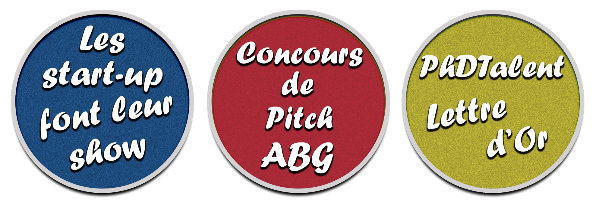 Les
start-up
font leur
show
Concours
de
Pitch
ABG
PhDTalent
Lettre
d'Or